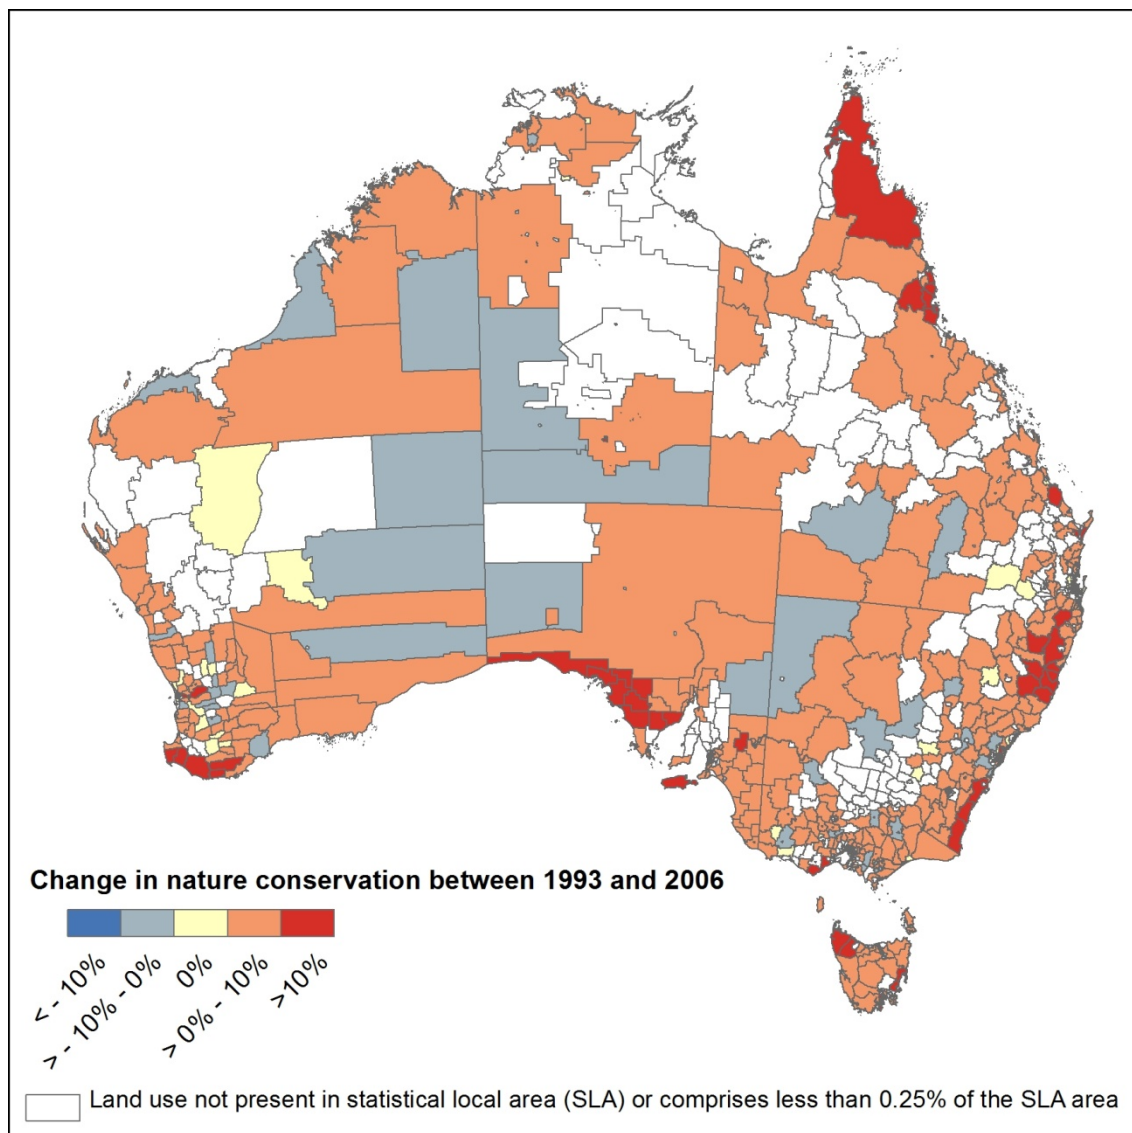 Change in nature conservation between 1993 and 2006
< - 10%
> - 10% - 0%
0%
> 0% - 10%
>10%
Land use not present in statistical local area (SLA) or comprises less than 0.25% of the SLA area